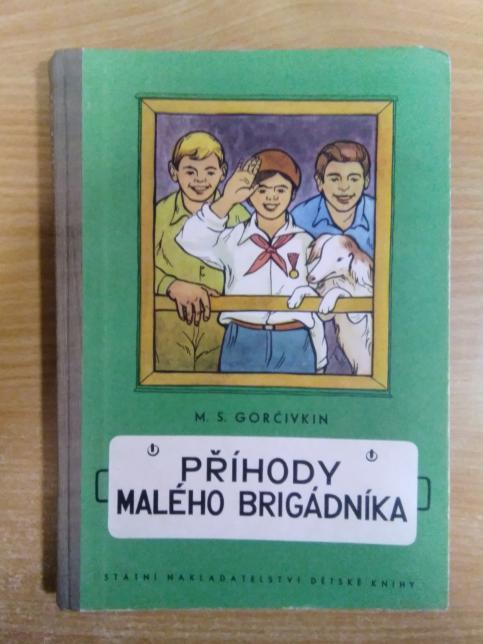 M. S. GORČIVKIN
PŘÍHODY
MALÉHO BRIGÁDNÍKA
STÁTNÍ NAKLADATELSTVÍ DĚTSKÉ KNIHY